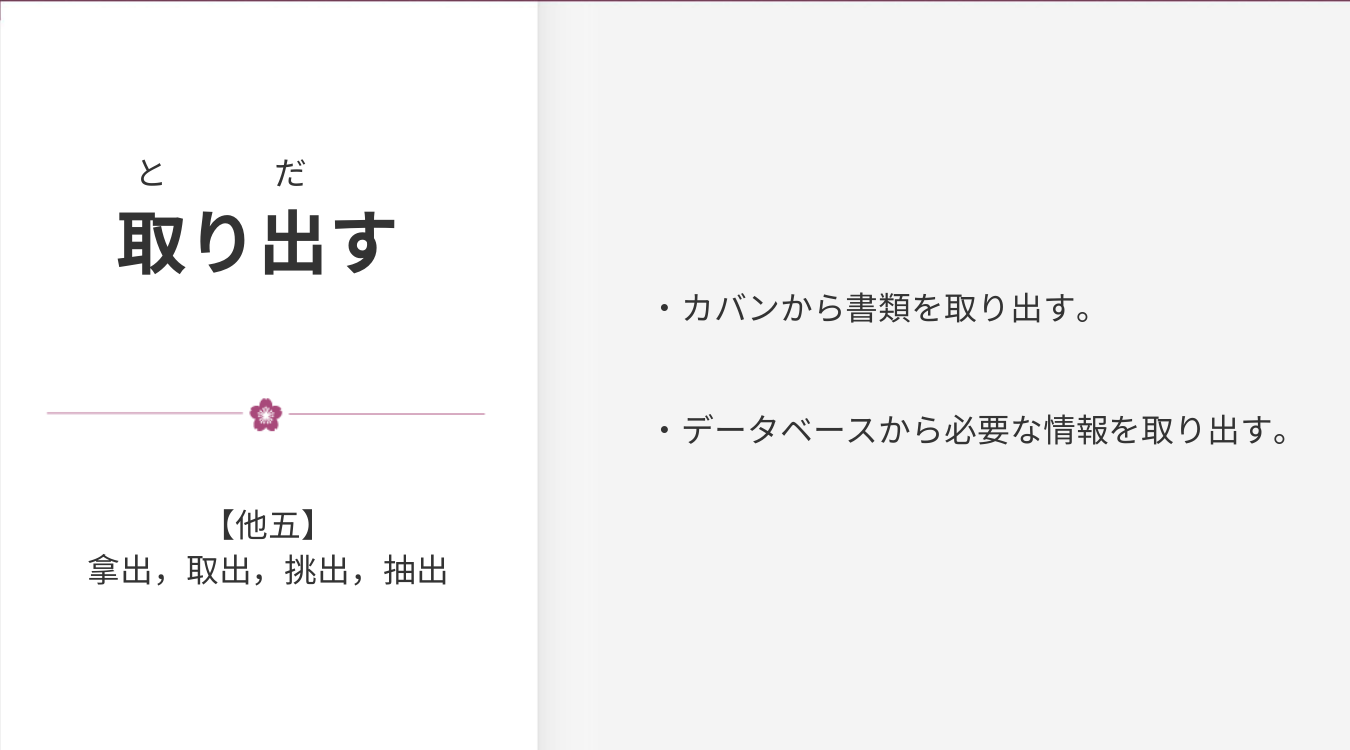 と だ
取り出す
【他五】
拿出，取出，挑出，抽出
・カバンから書類を取り出す。
・データベースから必要な情報を取り出す。